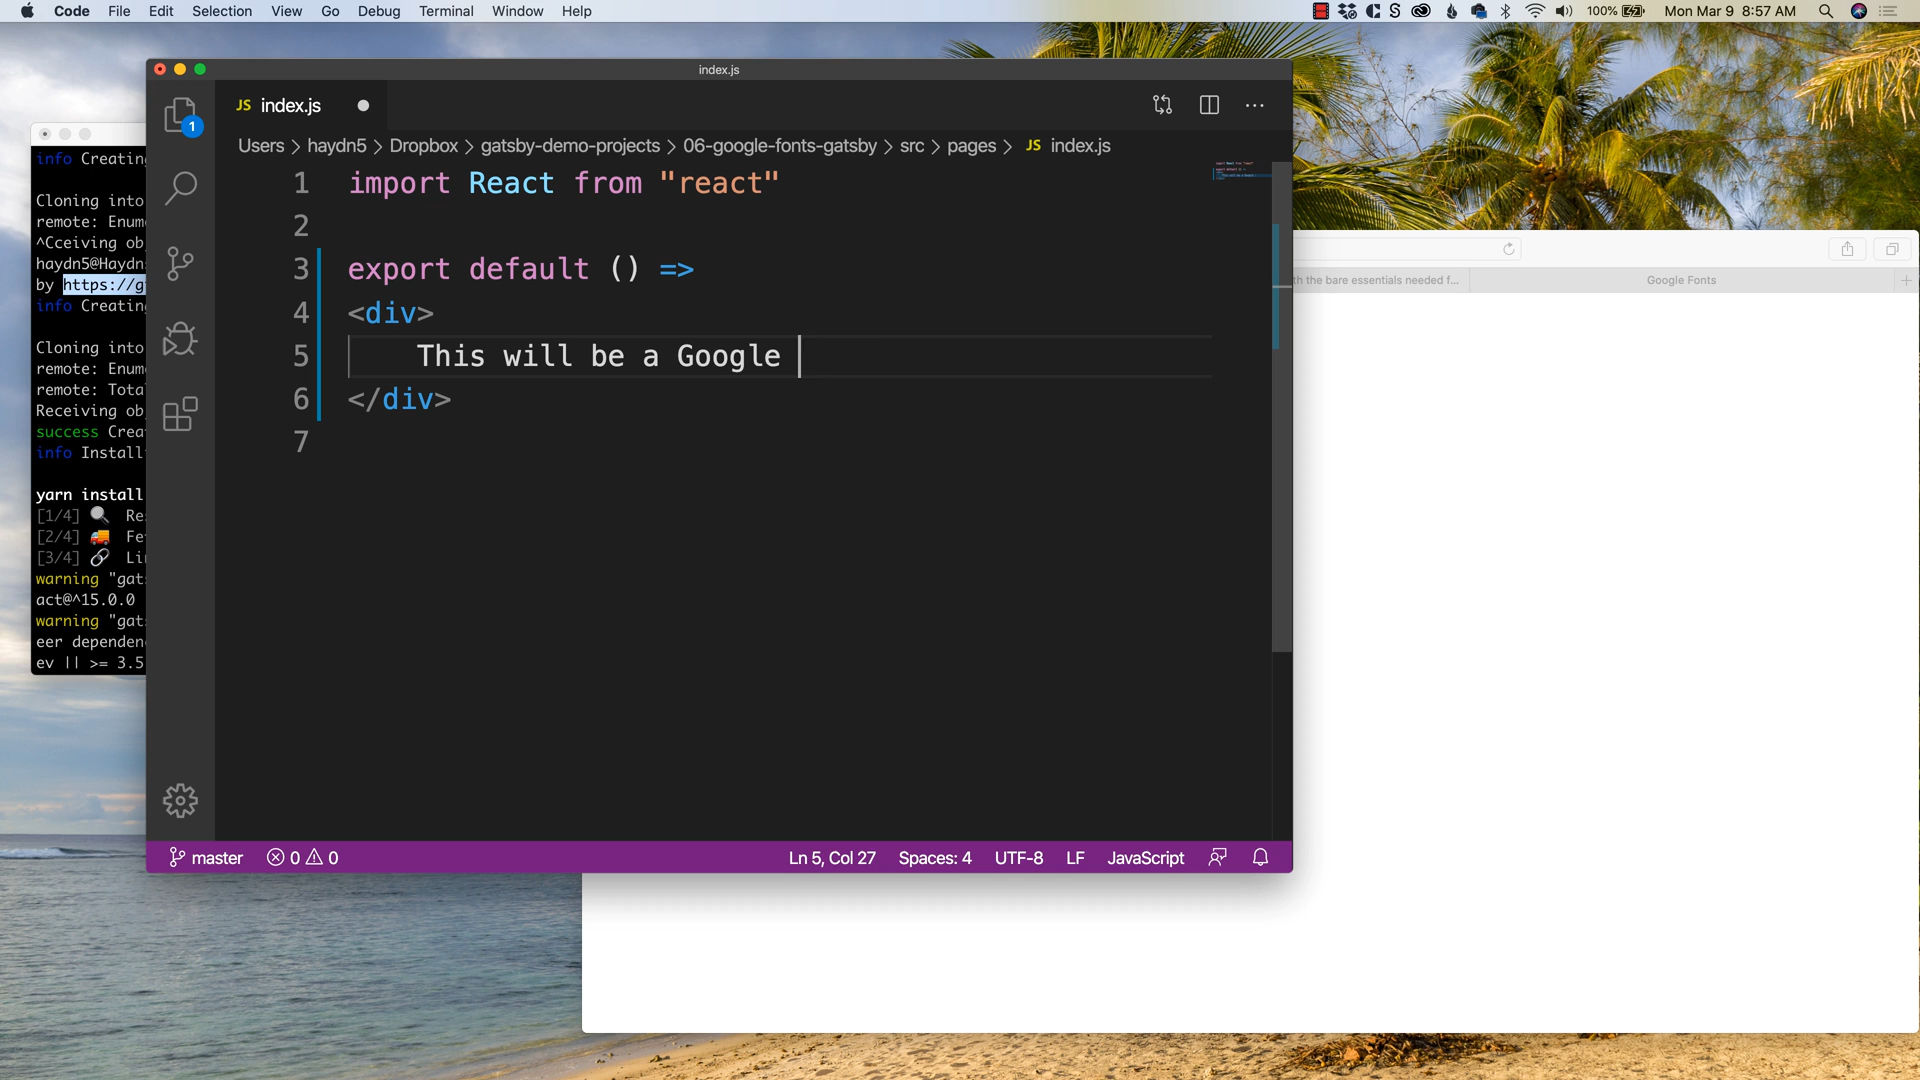 Code File Edit Selection View Go Debug Terminal Window Help
100% Mon Mar 9 8:57 AM
index.js
JS index.js
1
Users > haydn5 > Dropbox > gatsby-demo-projects > 06-google-fonts-gatsby > src > pages > JS index.js
1 import React from "react"
2
3 export default () =>
4 <div>
5 This will be a Google
6 </div>
7
master 0 0 Ln 5, Col 27 Spaces: 4 UTF-8 LF JavaScript
info Creating
Cloning into
remote: Enum
^Cceiving ob
haydn5@Haydn
by https://g
info Creating
Cloning into
remote: Enum
remote: Tota
Receiving ob
success Crea
info Install
yarn install
[1/4] Re
[2/4] Fe
[3/4] Li
warning "gat
act@^15.0.0
warning "gat
eer dependen
ev || >= 3.5
th the bare essentials needed f...
Google Fonts